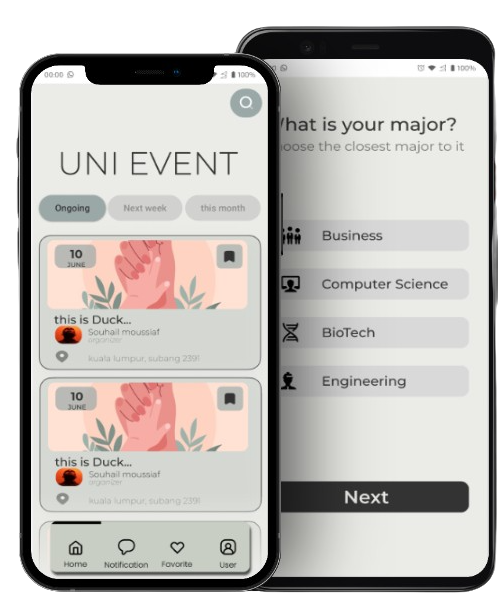 00:00
100%
UNI EVENT
Ongoing
Next week
this month
10
JUNE
this is Duck...
Souhail moussiaf
organizer
kuala lumpur, subang 2391
10
JUNE
this is Duck...
Souhail moussiaf
organizer
kuala lumpur, subang 2391
Home
Notification
Favorite
User
100%
hat is your major?
oose the closest major to it
Business
Computer Science
BioTech
Engineering
Next